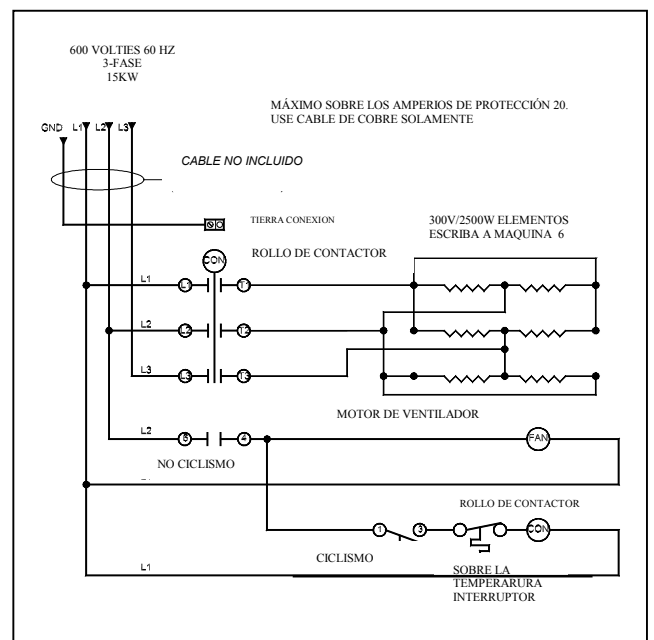 600 VOLTIES 60 HZ
3-FASE
15KW
MÁXIMO SOBRE LOS AMPERIOS DE PROTECCIÓN 20.
USE CABLE DE COBRE SOLAMENTE
GND L1 L2 L3
CABLE NO INCLUIDO
TIERRA CONEXION
300V/2500W ELEMENTOS
ESCRIBA A MAQUINA 6
ROLLO DE CONTACTOR
CON
L1 L1 T1
L2 L2 T2
L3 L3 T3
MOTOR DE VENTILADOR
L2 4 FAN
NO CICLISMO
ROLLO DE CONTACTOR
1 3 CON
CICLISMO
L1
SOBRE LA
TEMPERARURA
INTERRUPTOR